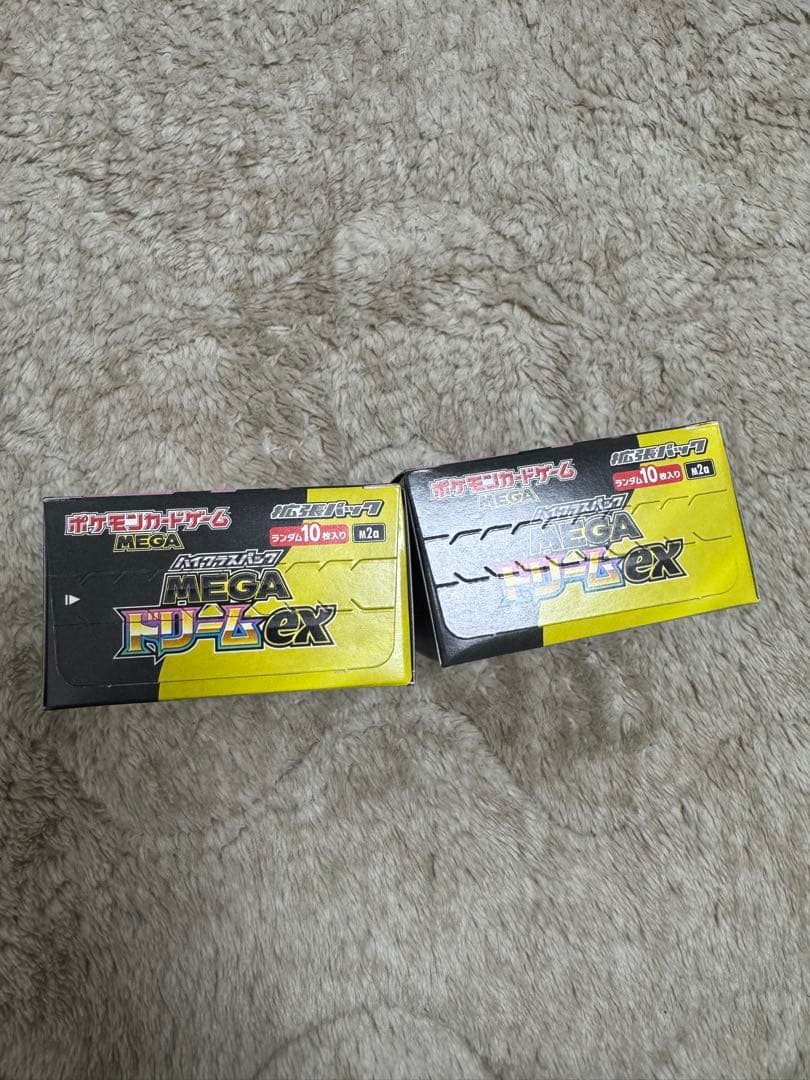 ポケモンカードゲーム
MEGA
拡張パック
ランダム10枚入り
M2a
ハイクラスパック
MEGA
ドリームex
ポケモンカードゲーム
MEGA
拡張パック
ランダム10枚入り
M2a
ハイクラスパック
MEGA
ドリームex